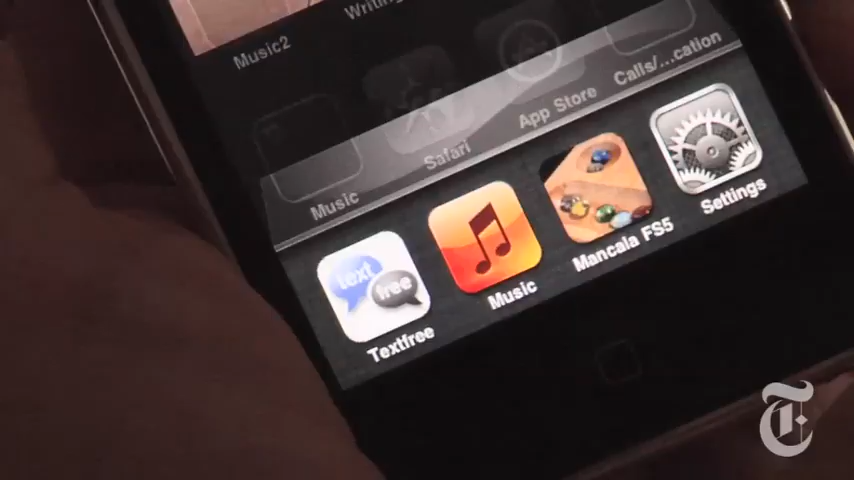 Music2
Writing
Music
Safari
App Store
Calls/...cation
text
free
Textfree
Music
Mancala FS5
Settings
T